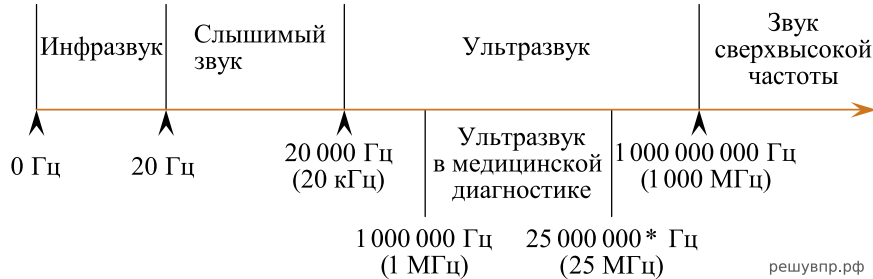 Инфразвук
Слышимый
звук
Ультразвук
Звук
сверхвысокой
частоты
0 Гц
20 Гц
20 000 Гц
(20 кГц)
Ультразвук
в медицинской
диагностике
1 000 000 000 Гц
(1 000 МГц)
1 000 000 Гц
(1 МГц)
25 000 000* Гц
(25 МГц)
решувпр.рф